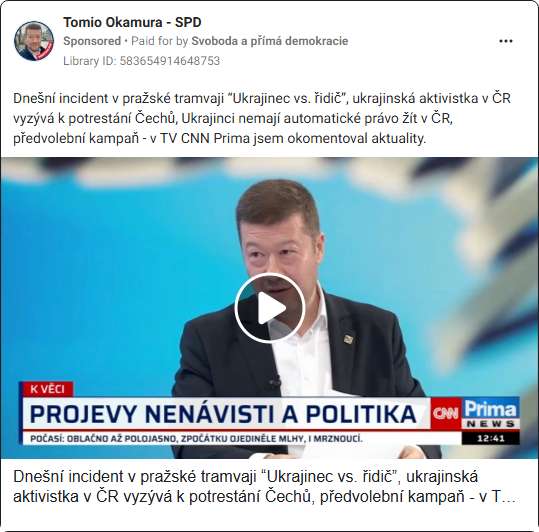 Tomio Okamura - SPD
Sponsored • Paid for by Svoboda a přímá demokracie
Library ID: 583654914648753
Dnešní incident v pražské tramvaji “Ukrajinec vs. řidič”, ukrajinská aktivistka v ČR
vyzývá k potrestání Čechů, Ukrajinci nemají automatické právo žít v ČR,
předvolební kampaň - v TV CNN Prima jsem okomentoval aktuality.
K VĚCI
PROJEVY NENÁVISTI A POLITIKA
CNN Prima
NEWS
POČASÍ: OBLAČNO AŽ POLOJASNO, ZPOČÁTKU OJEDINĚLE MLHY, I MRZNOUCÍ.
12:41
Dnešní incident v pražské tramvaji “Ukrajinec vs. řidič”, ukrajinská
aktivistka v ČR vyzývá k potrestání Čechů, předvolební kampaň - v T…